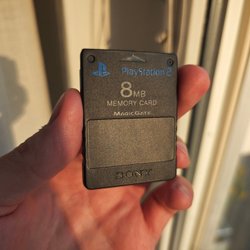 PlayStation 2
8MB
MEMORY CARD
MAGICGATE
SONY